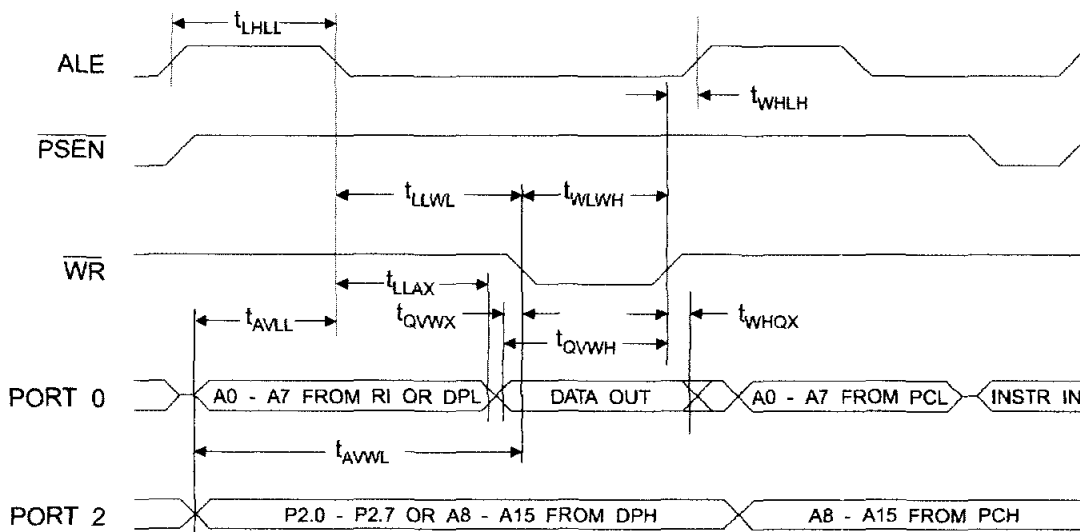 tLHLL
ALE
tWHLH
PSEN
tLLWL
tWLWH
WR
tLLAX
tAVLL
tQVWX
tWHQX
tQVWH
PORT 0
A0 - A7 FROM RI OR DPL
DATA OUT
A0 - A7 FROM PCL
INSTR IN
tAVWL
PORT 2
P2.0 - P2.7 OR A8 - A15 FROM DPH
A8 - A15 FROM PCH